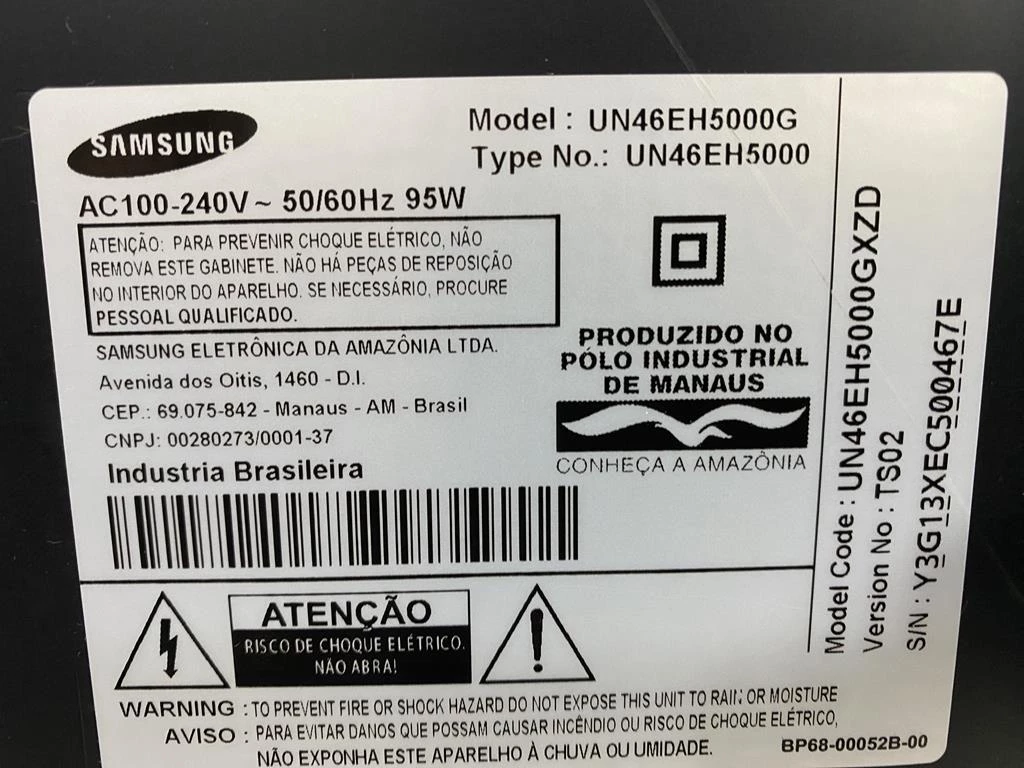 SAMSUNG
Model : UN46EH5000G
Type No.: UN46EH5000
AC100-240V ~ 50/60Hz 95W
ATENÇÃO: PARA PREVENIR CHOQUE ELÉTRICO, NÃO
REMOVA ESTE GABINETE. NÃO HÁ PEÇAS DE REPOSIÇÃO
NO INTERIOR DO APARELHO. SE NECESSÁRIO, PROCURE
PESSOAL QUALIFICADO.
SAMSUNG ELETRÔNICA DA AMAZÔNIA LTDA.
Avenida dos Oitis, 1460 - D.I.
CEP.: 69.075-842 - Manaus - AM - Brasil
CNPJ: 00280273/0001-37
Industria Brasileira
PRODUZIDO NO
PÓLO INDUSTRIAL
DE MANAUS
CONHEÇA A AMAZÔNIA
Model Code : UN46EH5000GXZD
Version No : TS02
S/N : Y3G13XEC500467E
ATENÇÃO
RISCO DE CHOQUE ELÉTRICO.
NÃO ABRA!
WARNING : TO PREVENT FIRE OR SHOCK HAZARD DO NOT EXPOSE THIS UNIT TO RAIN OR MOISTURE
AVISO : PARA EVITAR DANOS QUE POSSAM CAUSAR INCÊNDIO OU RISCO DE CHOQUE ELÉTRICO,
NÃO EXPONHA ESTE APARELHO À CHUVA OU UMIDADE.
BP68-00052B-00